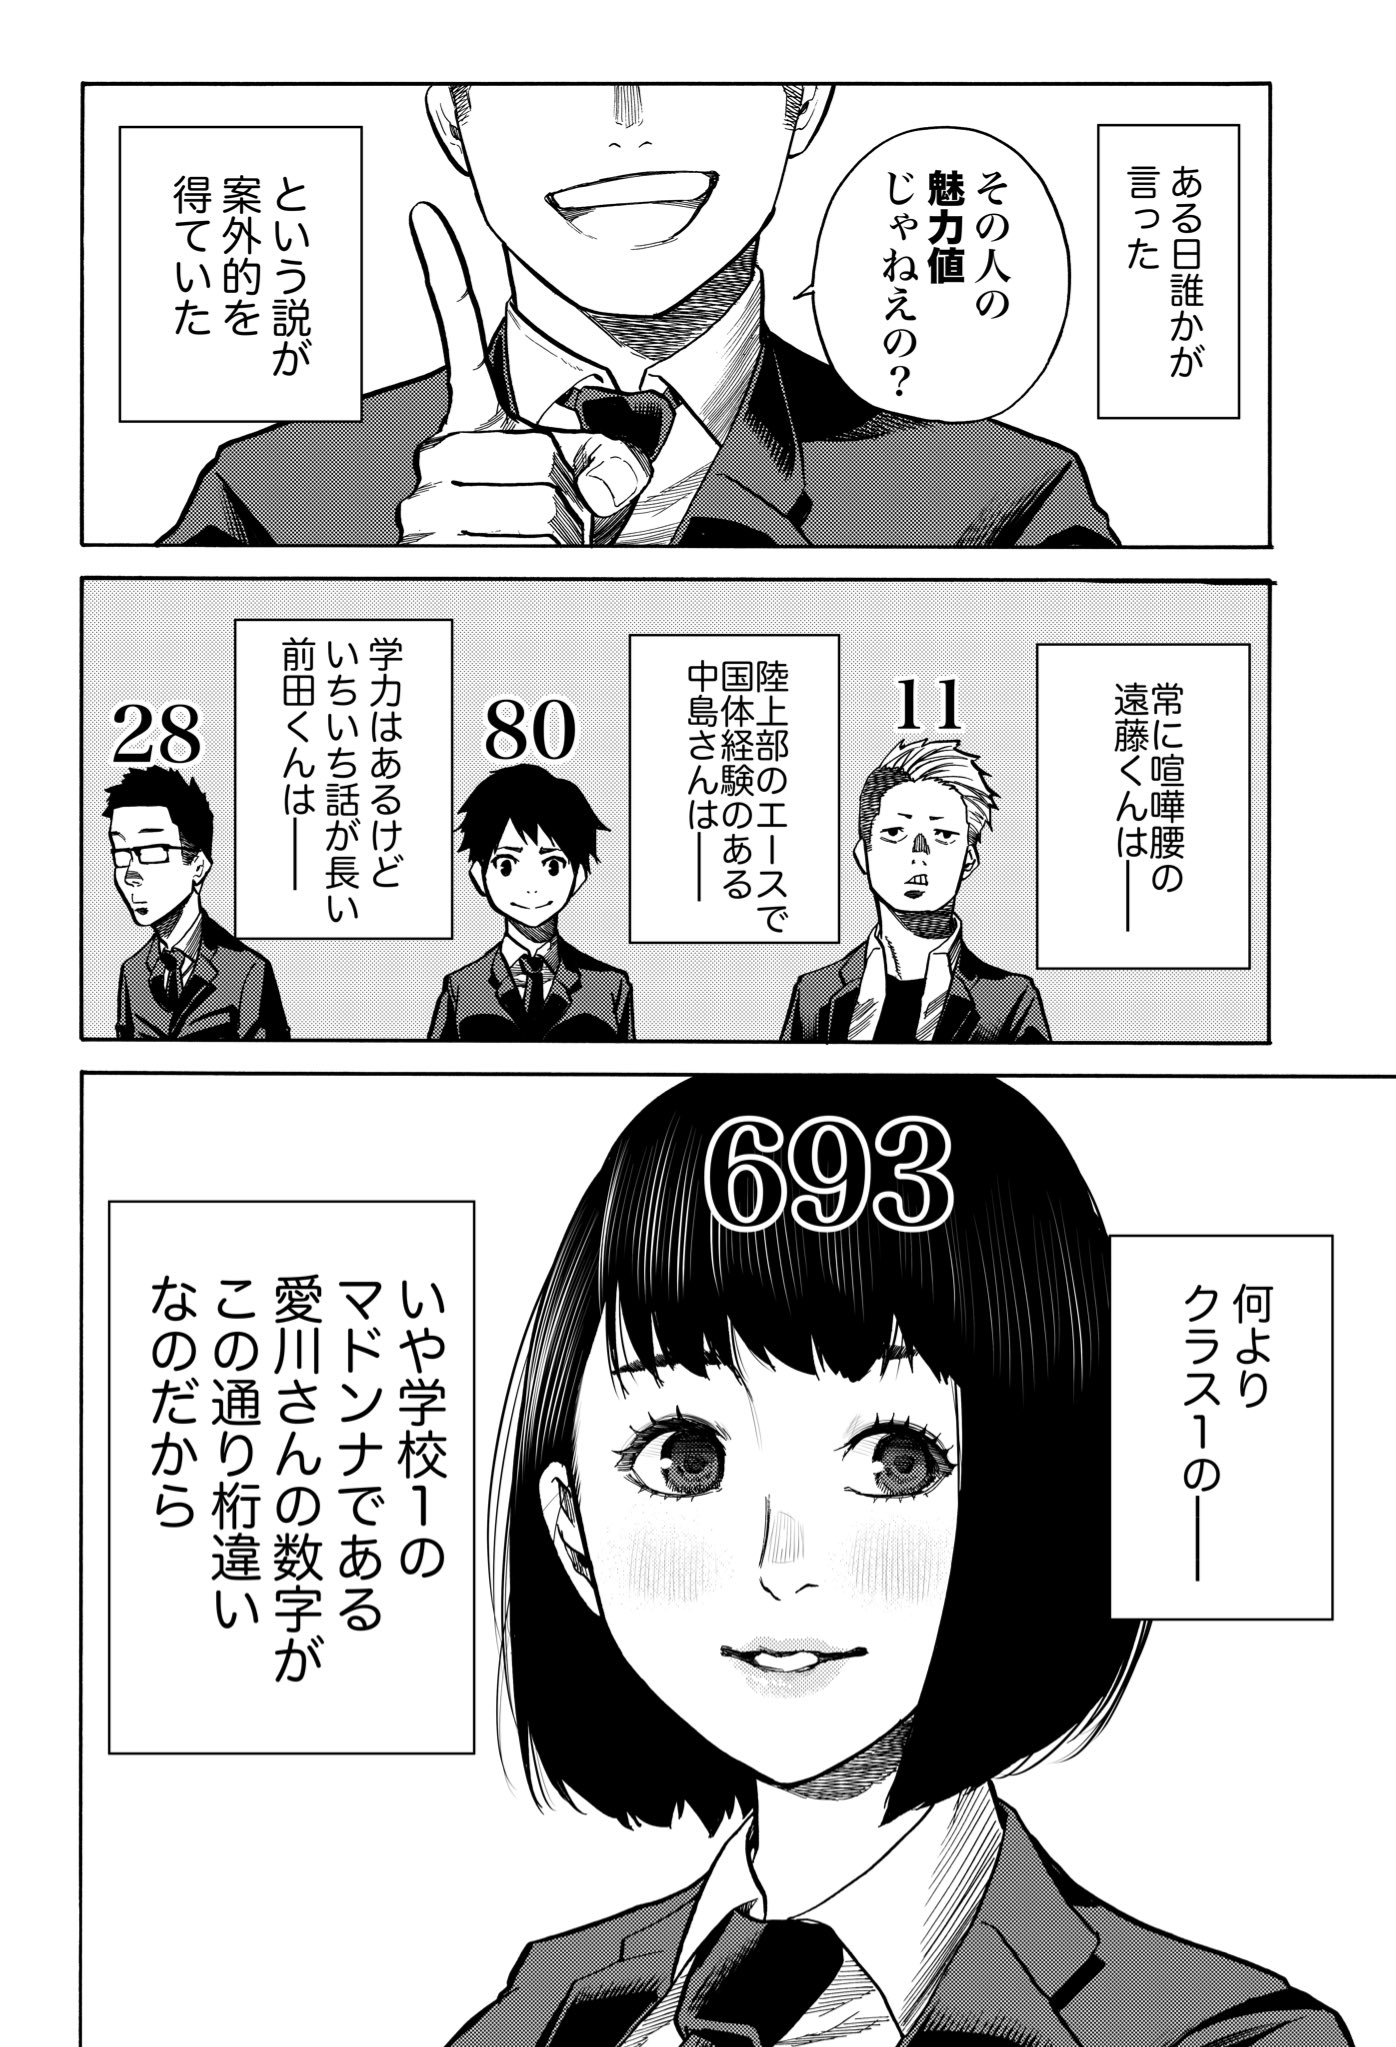 ある日誰かが
言った
その人の
魅力値
じゃねえの？
という説が
案外的を
得ていた
常に喧嘩腰の
遠藤くんは──
11
陸上部のエースで
国体経験のある
中島さんは──
80
学力はあるけど
いちいち話が長い
前田くんは──
28
何より
クラス1の──
693
いや学校1の
マドンナである
愛川さんの数字が
この通り桁違い
なのだから